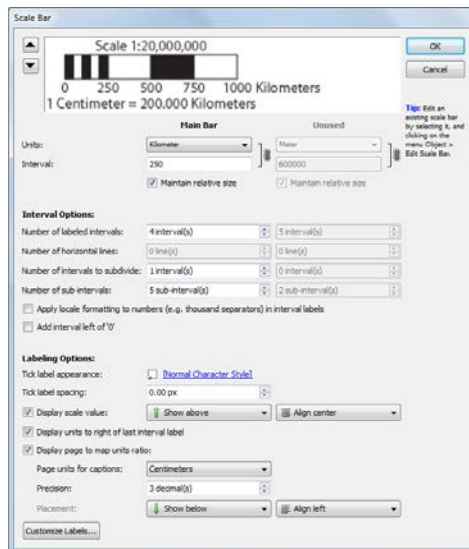 Scale Bar
Scale 1:20,000,000
0 250 500 750 1000 Kilometers
1 Centimeter = 200.000 Kilometers
OK
Cancel
Tip: Edit an
existing scale bar
by selecting it, and
clicking on the
menu Object >
Edit Scale Bar.
Main Bar Unused
Units: Kilometer Meter
Interval: 250 600000
Maintain relative size Maintain relative size
Interval Options:
Number of labeled intervals: 4 interval(s) 5 interval(s)
Number of horizontal lines: 0 line(s) 0 line(s)
Number of intervals to subdivide: 1 interval(s) 0 interval(s)
Number of sub-intervals: 5 sub-interval(s) 2 sub-interval(s)
Apply locale formatting to numbers (e.g. thousand separators) in interval labels
Add interval left of '0'
Labeling Options:
Tick label appearance: [Normal Character Style]
Tick label spacing: 0.00 px
Display scale value: Show above Align center
Display units to right of last interval label
Display page to map units ratio:
Page units for captions: Centimeters
Precision: 3 decimal(s)
Placement: Show below Align left
Customize Labels...